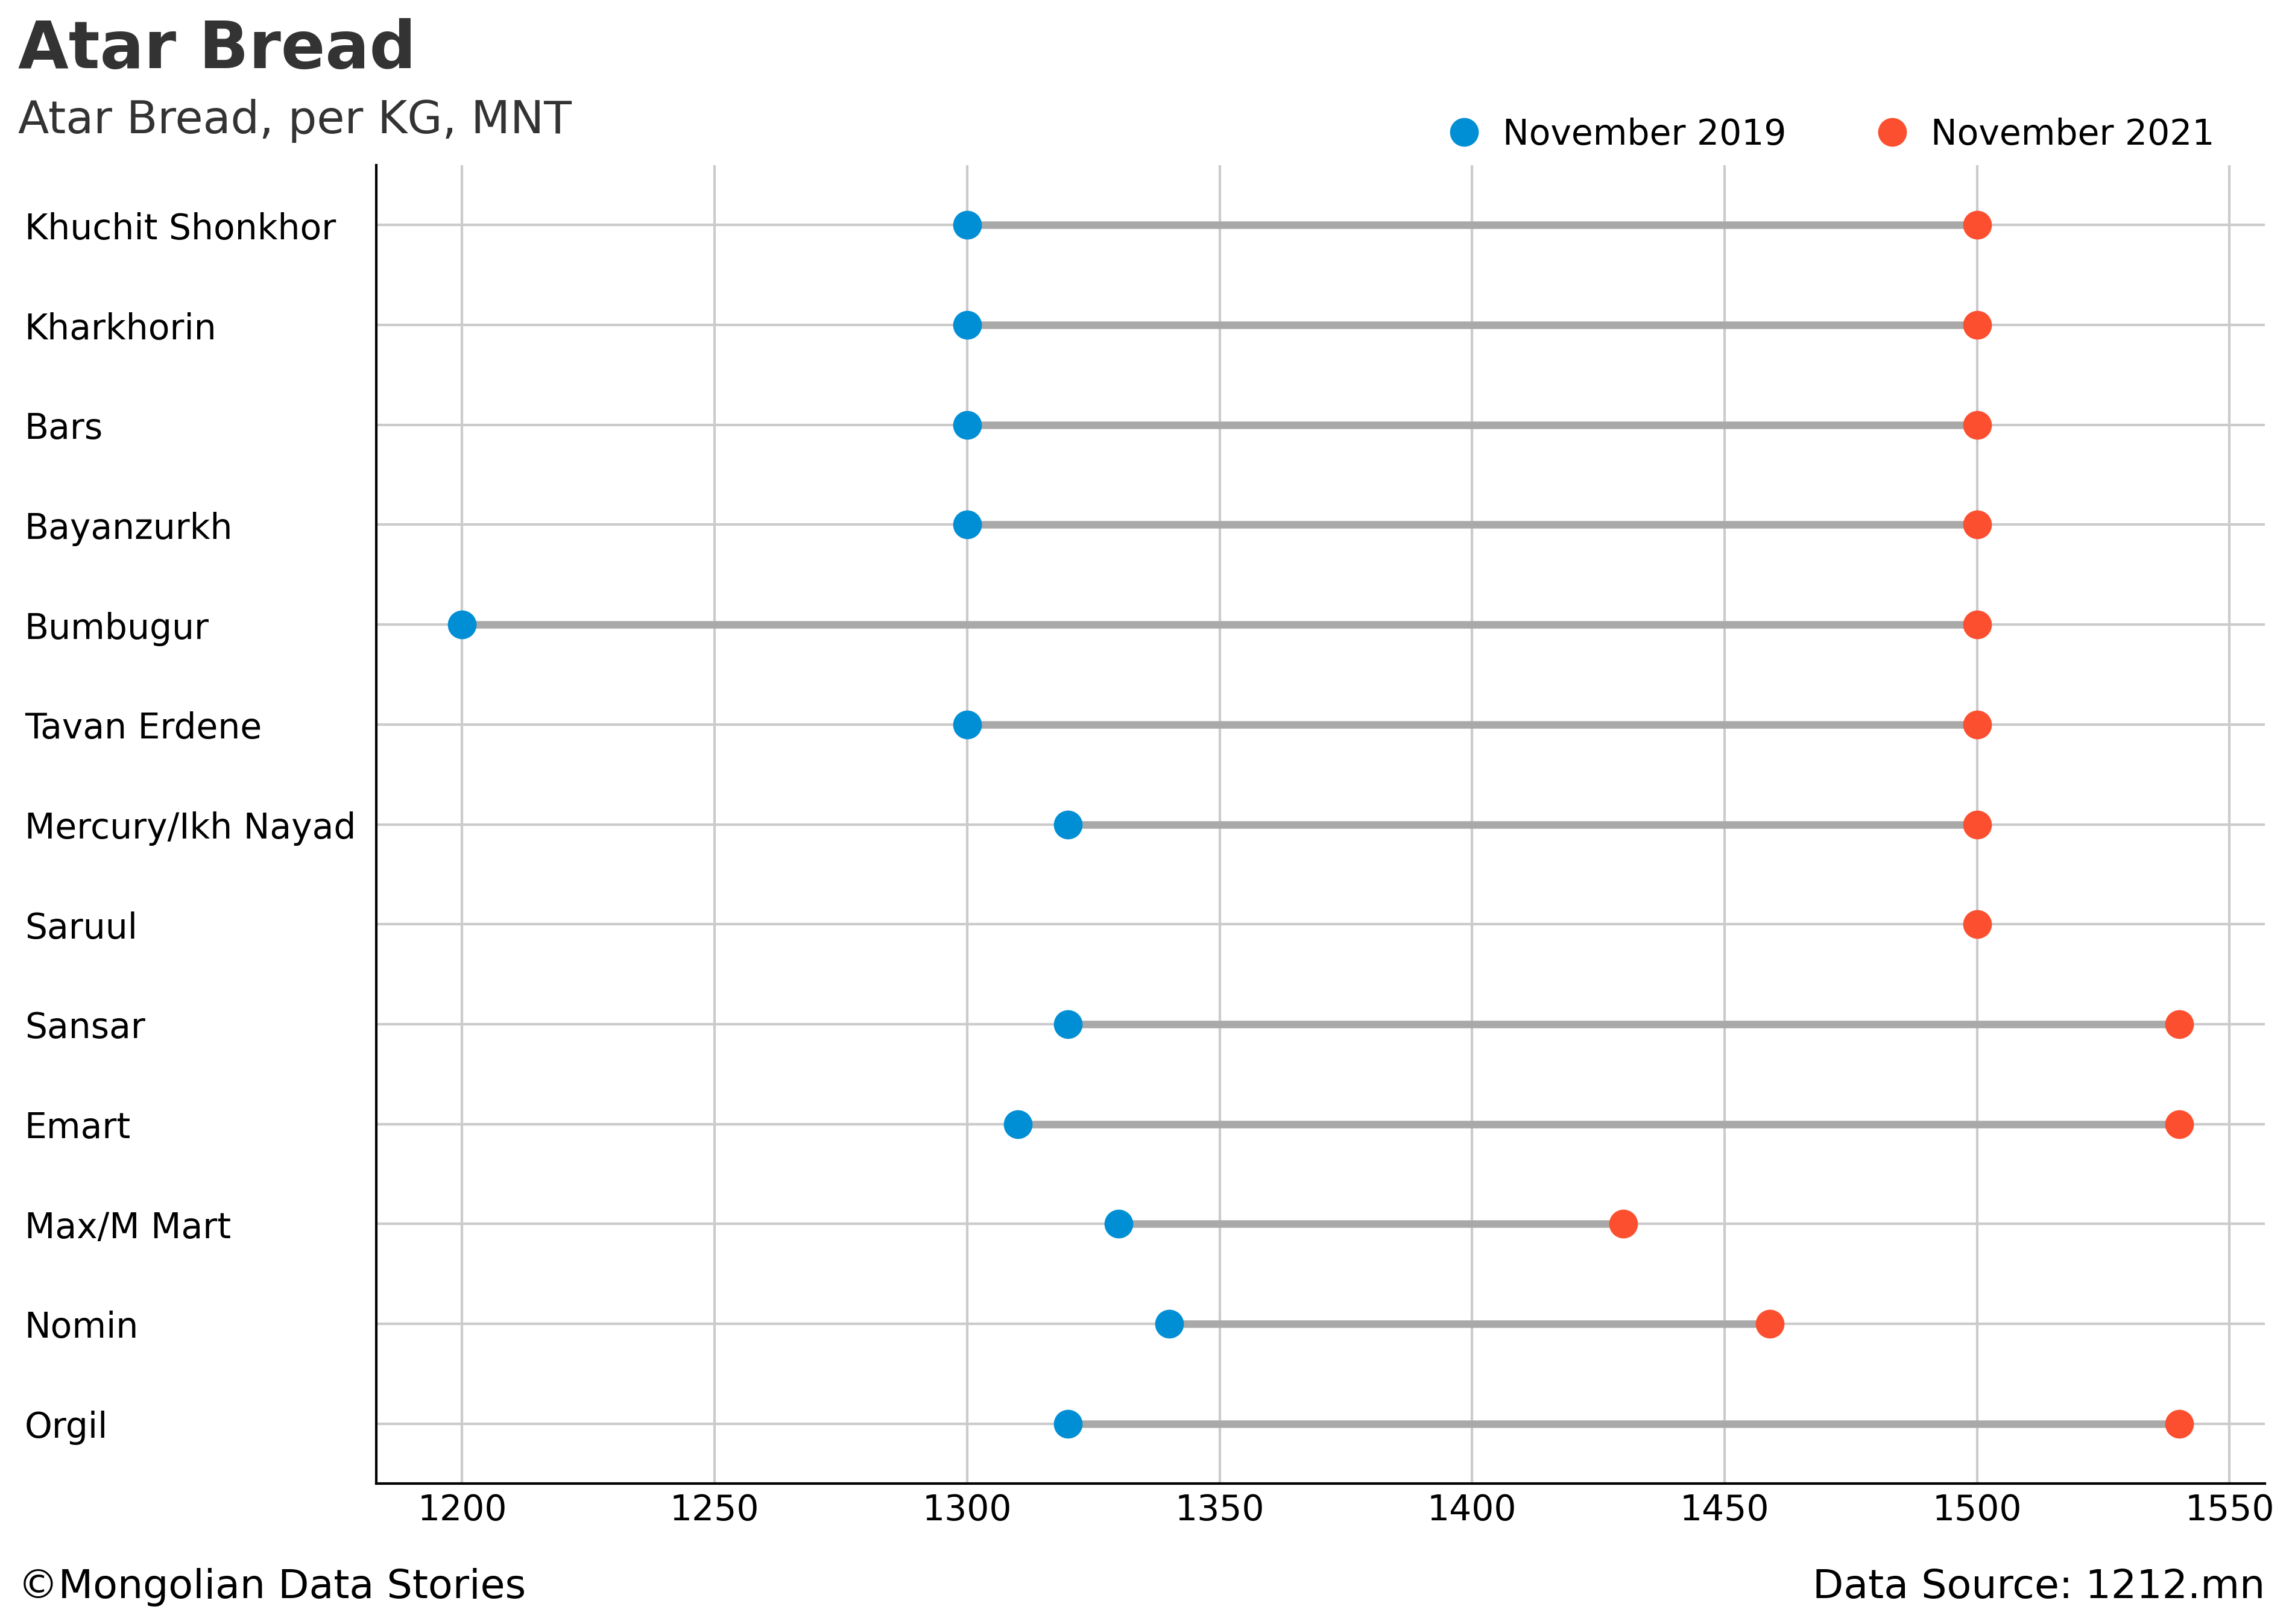 Atar Bread
Atar Bread, per KG, MNT
November 2019
November 2021
Khuchit Shonkhor
Kharkhorin
Bars
Bayanzurkh
Bumbugur
Tavan Erdene
Mercury/Ikh Nayad
Saruul
Sansar
Emart
Max/M Mart
Nomin
Orgil
1200 1250 1300 1350 1400 1450 1500 1550
©Mongolian Data Stories
Data Source: 1212.mn